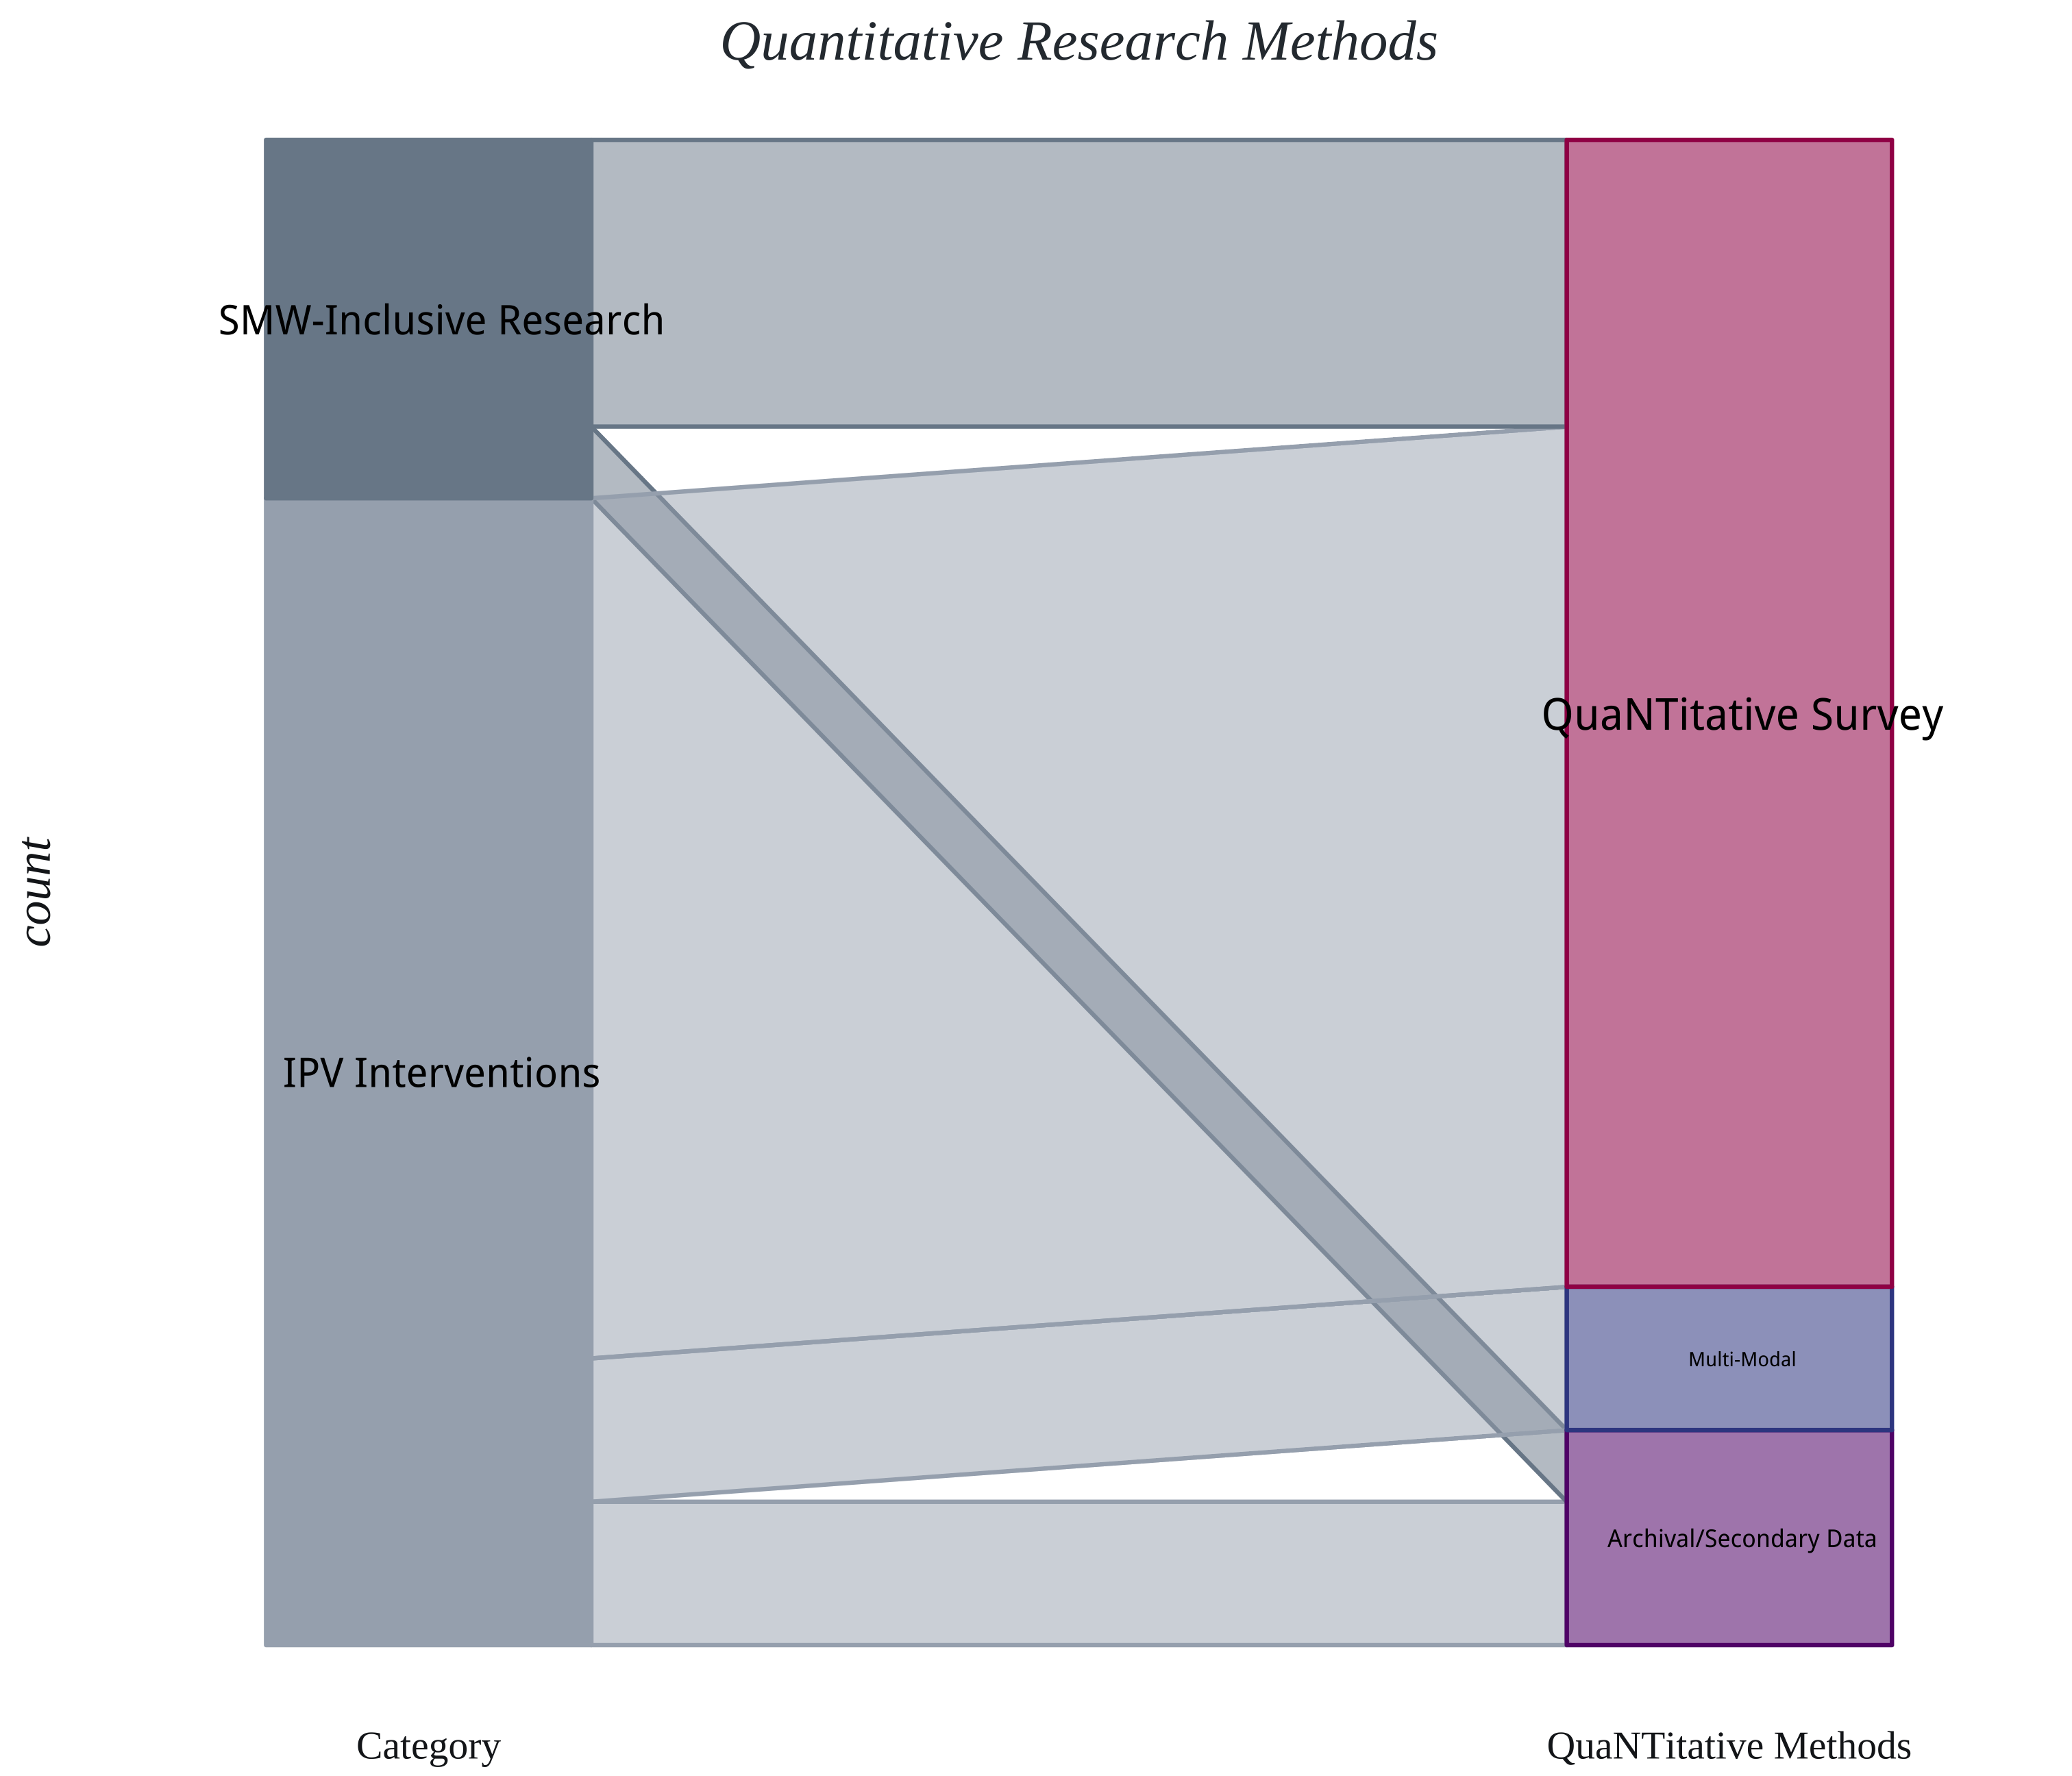 Quantitative Research Methods
SMW-Inclusive Research
QuaNTitative Survey
count
IPV Interventions
Multi-Modal
Archival/Secondary Data
Category
QuaNTitative Methods